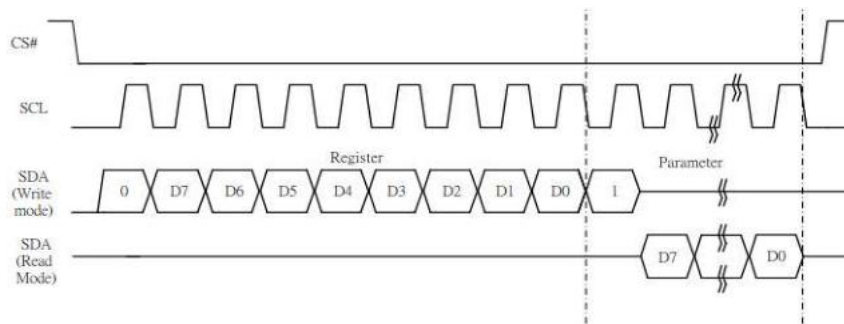 CS#
SCL
Register
Parameter
SDA
(Write
mode)
0 D7 D6 D5 D4 D3 D2 D1 D0 1
SDA
(Read
Mode)
D7 D0